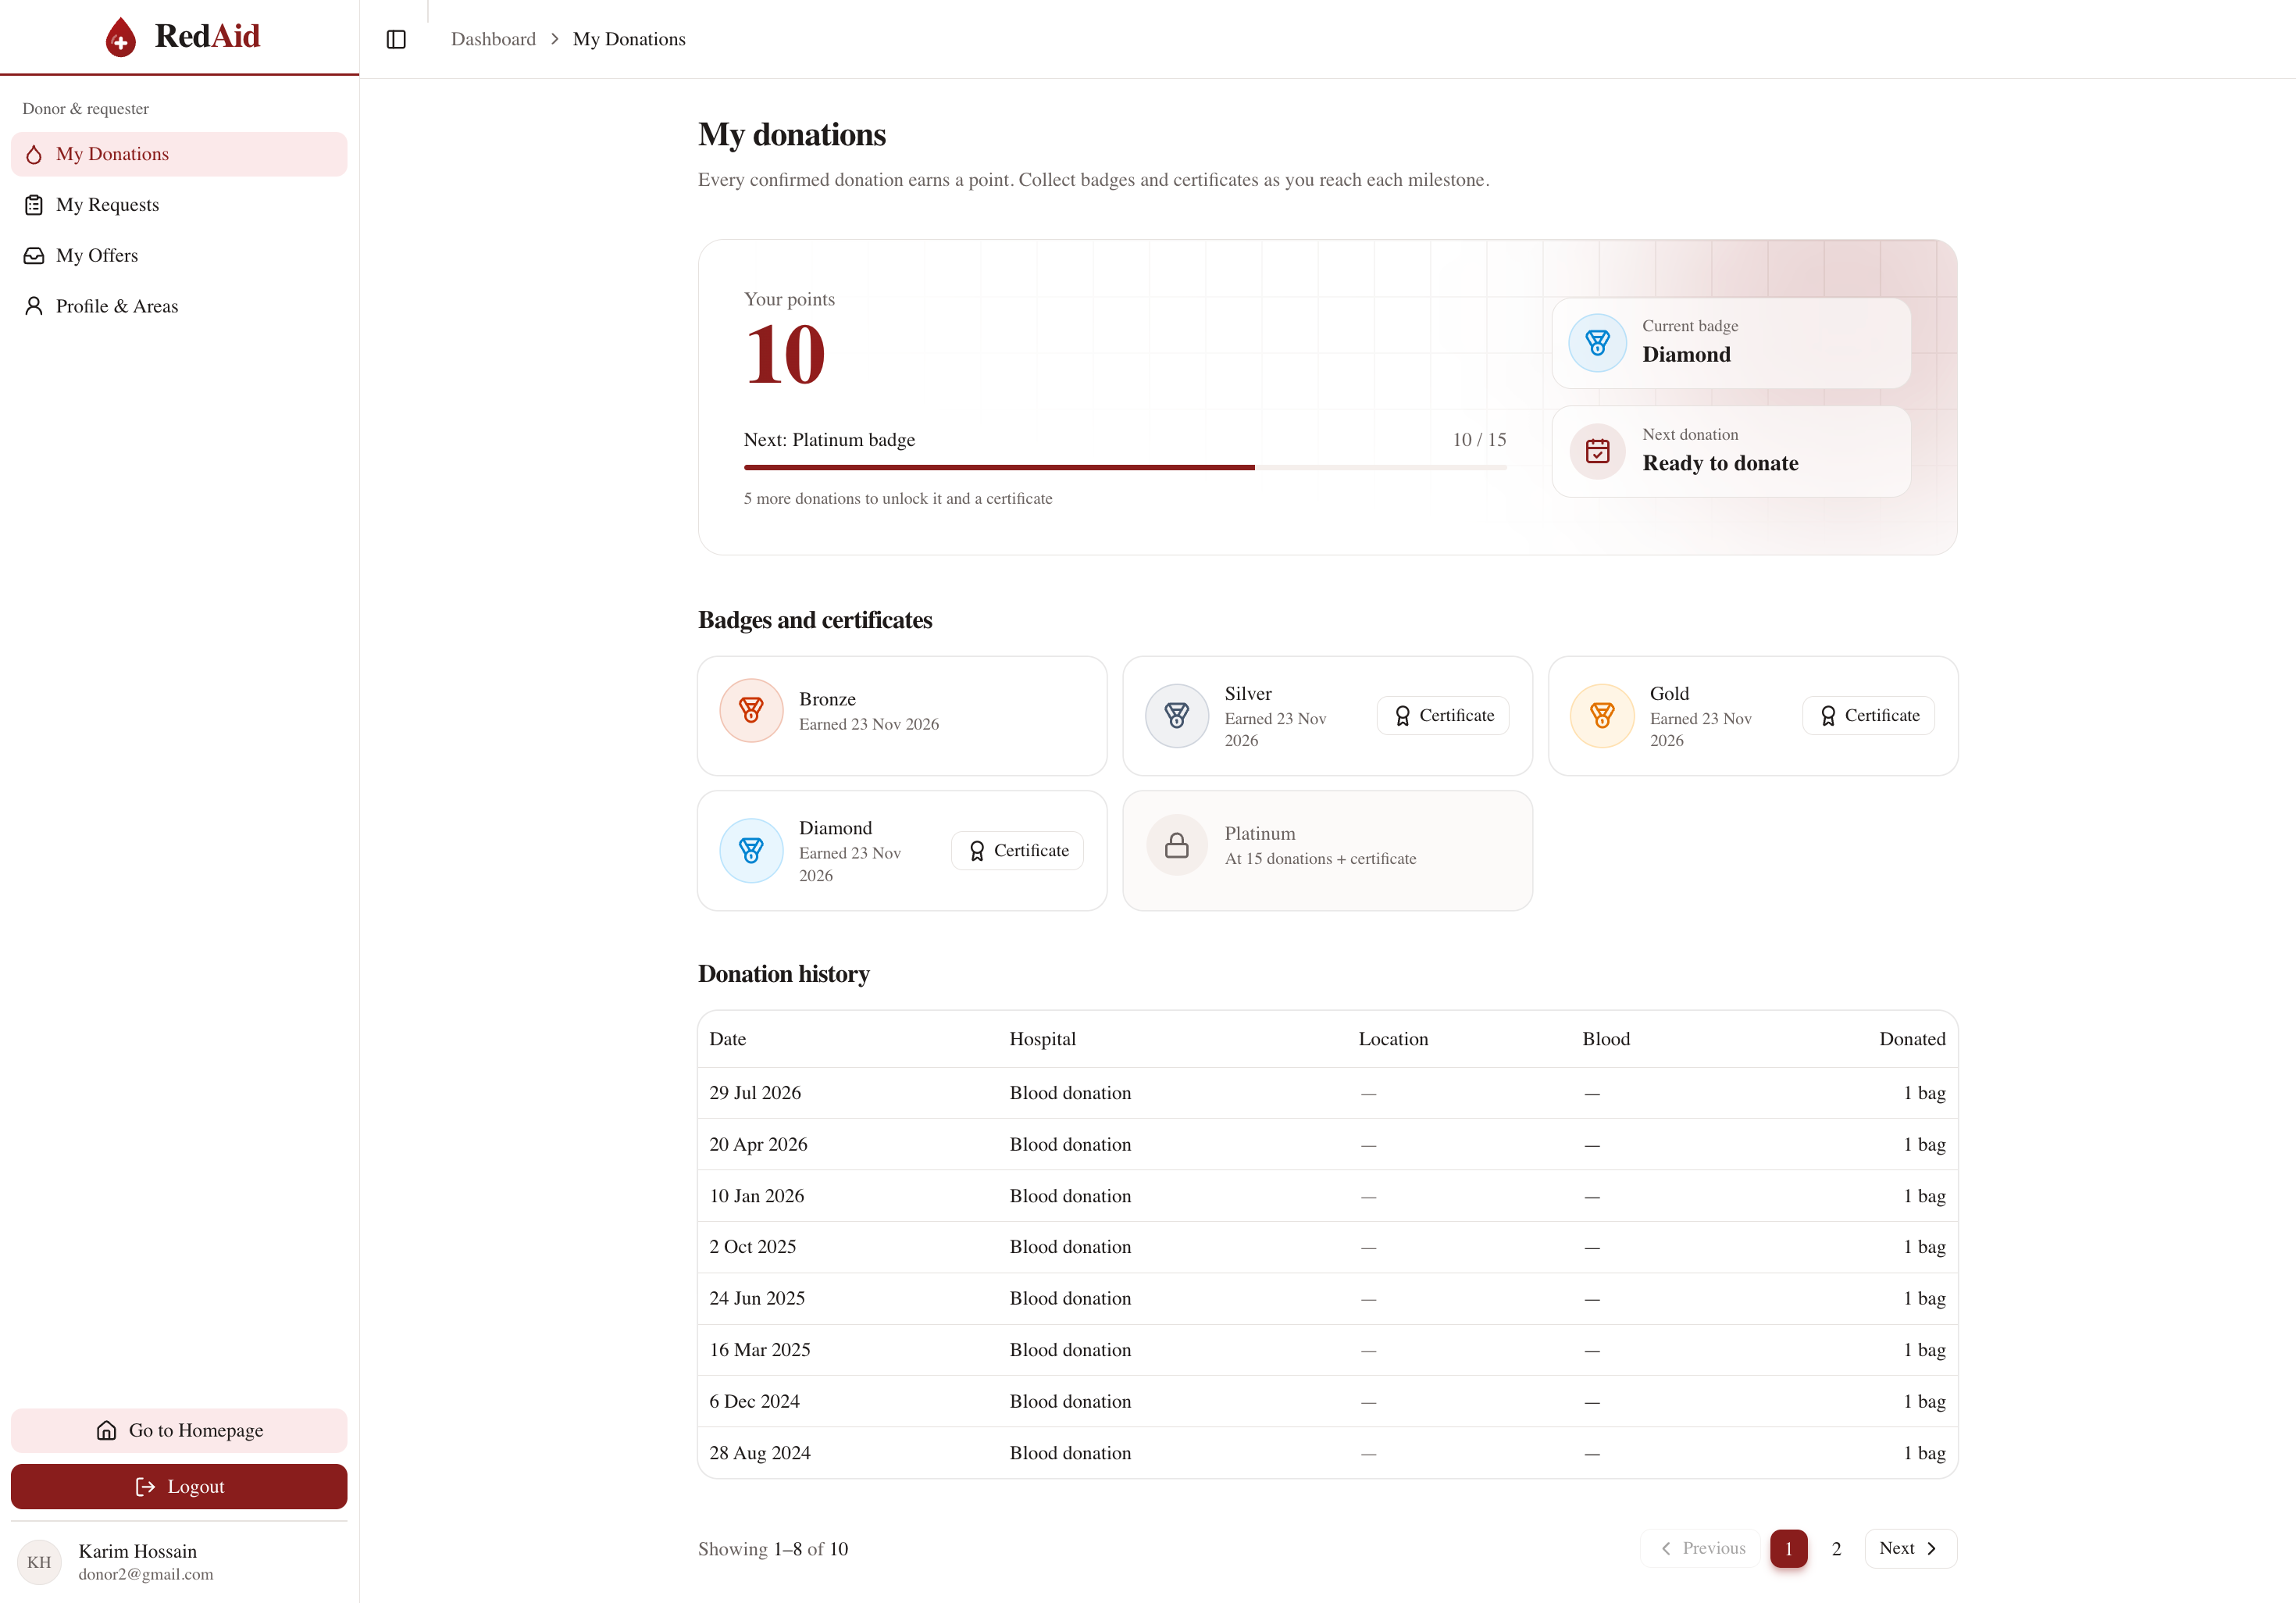 RedAid
Dashboard > My Donations
Donor & requester
My Donations
My Requests
My Offers
Profile & Areas
Go to Homepage
Logout
KH
Karim Hossain
donor2@gmail.com
My donations
Every confirmed donation earns a point. Collect badges and certificates as you reach each milestone.
Your points
10
Next: Platinum badge 10 / 15
5 more donations to unlock it and a certificate
Current badge
Diamond
Next donation
Ready to donate
Badges and certificates
Bronze
Earned 23 Nov 2026
Silver
Earned 23 Nov
2026
Certificate
Gold
Earned 23 Nov
2026
Certificate
Diamond
Earned 23 Nov
2026
Certificate
Platinum
At 15 donations + certificate
Donation history
Date Hospital Location Blood Donated
29 Jul 2026 Blood donation — — 1 bag
20 Apr 2026 Blood donation — — 1 bag
10 Jan 2026 Blood donation — — 1 bag
2 Oct 2025 Blood donation — — 1 bag
24 Jun 2025 Blood donation — — 1 bag
16 Mar 2025 Blood donation — — 1 bag
6 Dec 2024 Blood donation — — 1 bag
28 Aug 2024 Blood donation — — 1 bag
Showing 1–8 of 10
Previous 1 2 Next